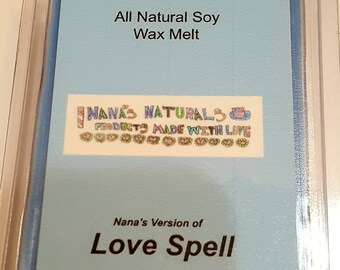 All Natural Soy
Wax Melt
NANA'S NATURALS
PRODUCTS MADE WITH LOVE
Nana's Version of
Love Spell